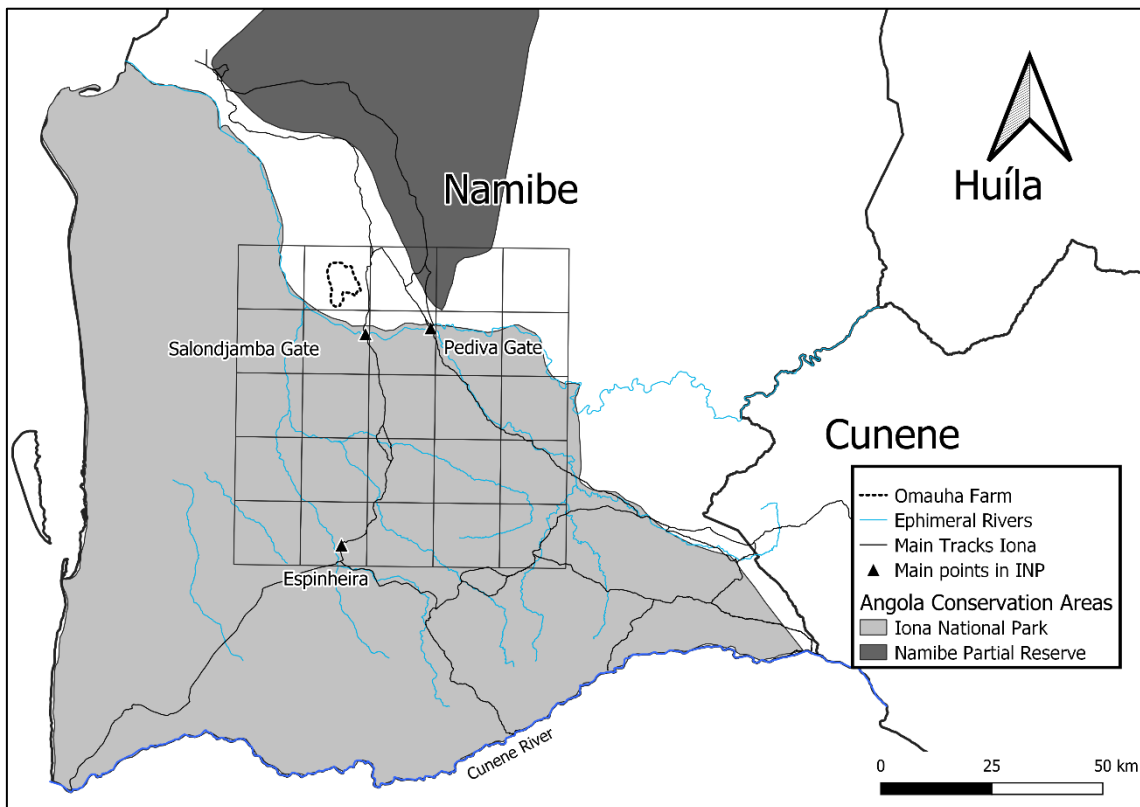 Namibe
Huíla
Salondjamba Gate
Pediva Gate
Cunene
Espinheira
Cunene River
Omauha Farm
Ephimeral Rivers
Main Tracks Iona
Main points in INP
Angola Conservation Areas
Iona National Park
Namibe Partial Reserve
0 25 50 km